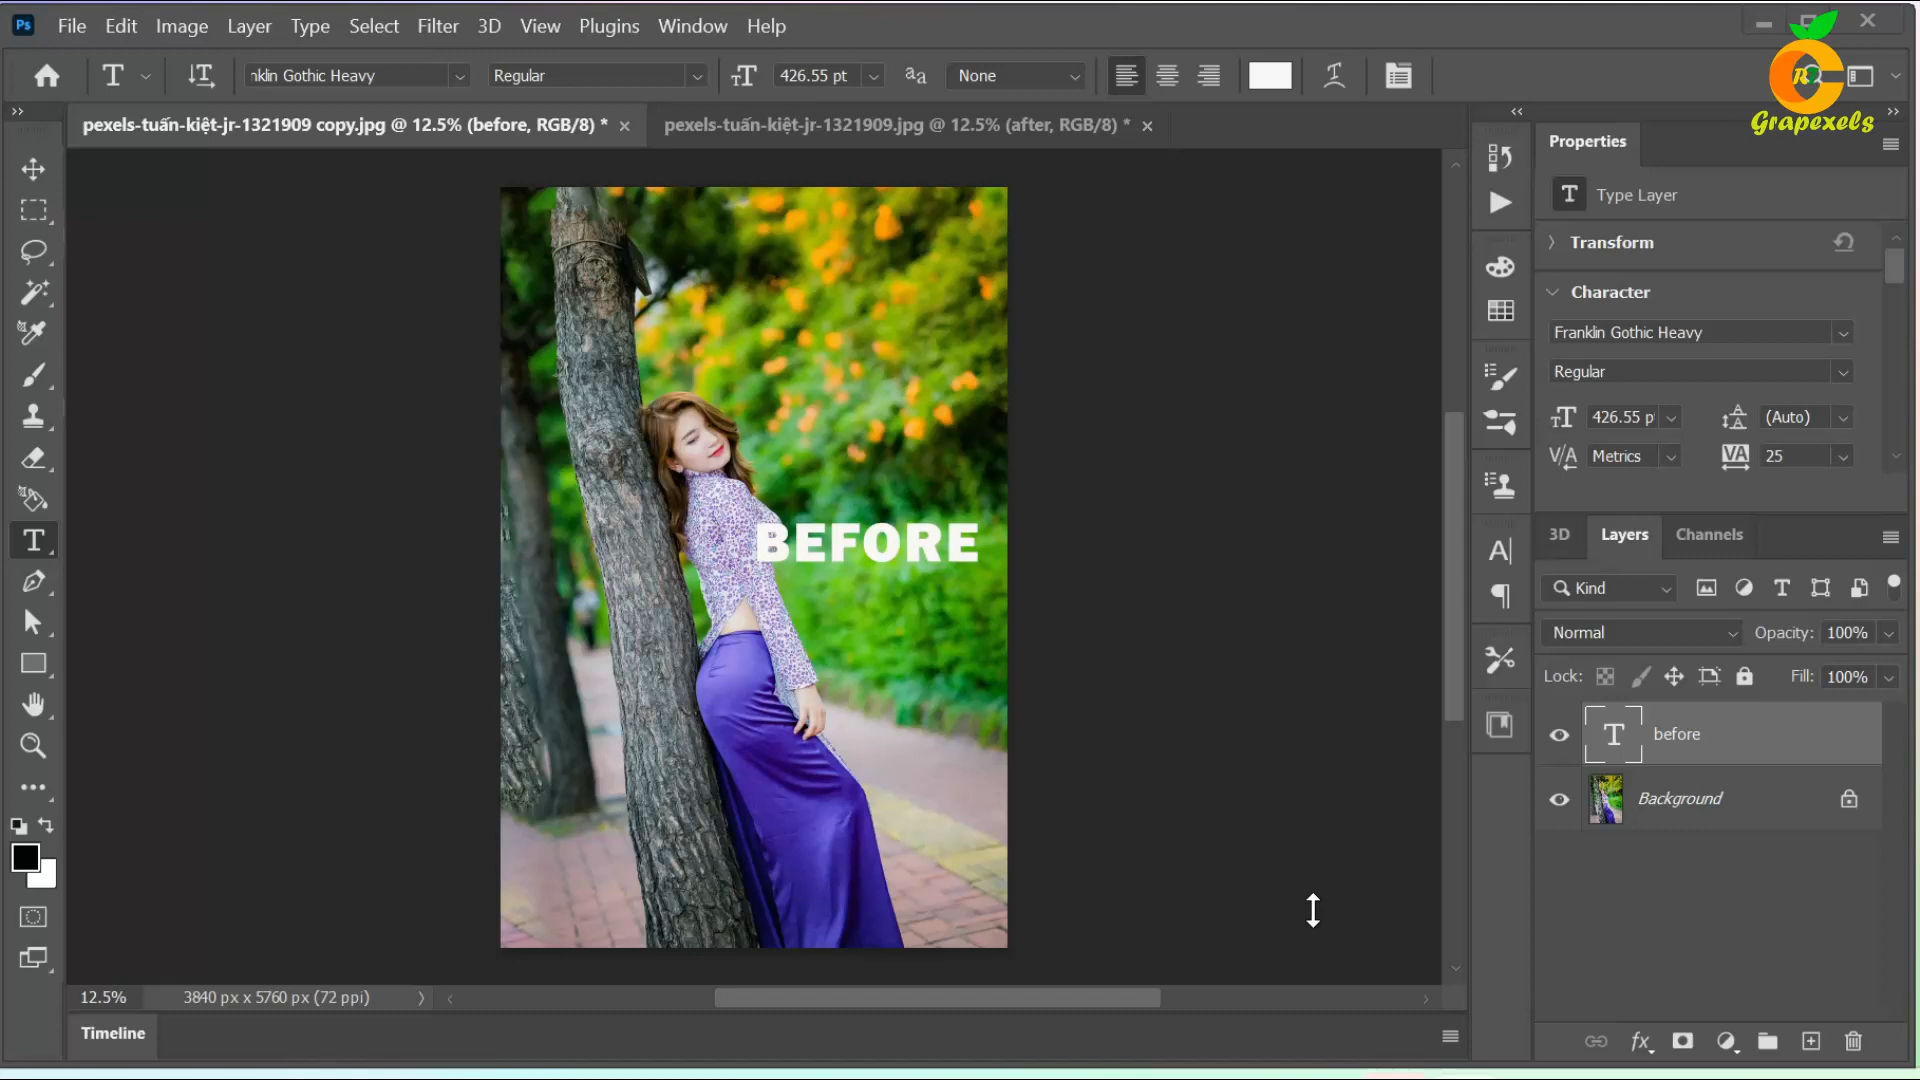 Ps File Edit Image Layer Type Select Filter 3D View Plugins Window Help
T nklin Gothic Heavy Regular 426.55 pt aa None
Grapexels
pexels-tuấn-kiệt-jr-1321909 copy.jpg @ 12.5% (before, RGB/8) * × pexels-tuấn-kiệt-jr-1321909.jpg @ 12.5% (after, RGB/8) * ×
Properties
T Type Layer
Transform
Character
Franklin Gothic Heavy
Regular
426.55 p (Auto)
Metrics 25
BEFORE
3D Layers Channels
Kind
Normal Opacity: 100%
Lock: Fill: 100%
T before
Background
12.5% 3840 px x 5760 px (72 ppi)
Timeline
fx